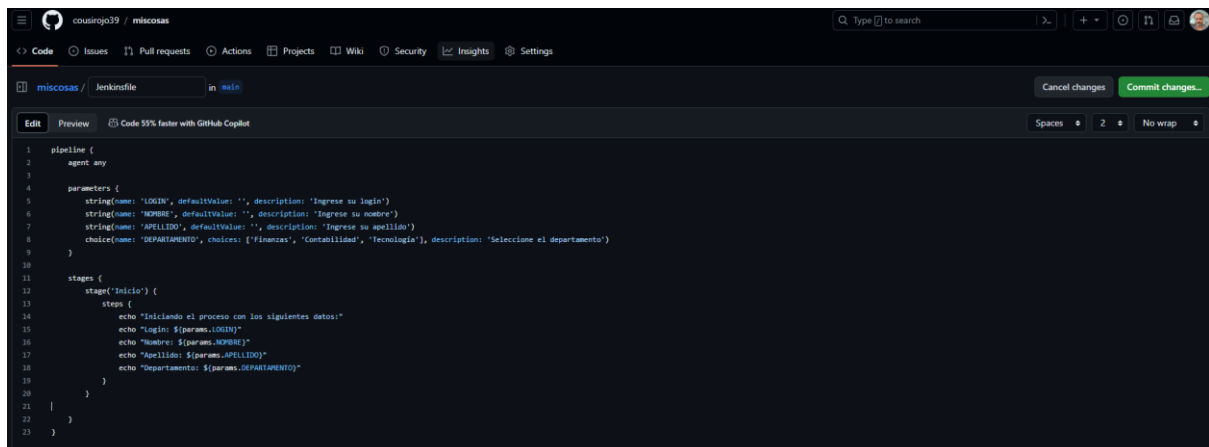 cousirojo39 / miscosas
Type / to search
Code Issues Pull requests Actions Projects Wiki Security Insights Settings
miscosas / Jenkinsfile in main
Cancel changes Commit changes...
Edit Preview Code 55% faster with GitHub Copilot
Spaces 2 No wrap
1 pipeline {
2 agent any
3
4 parameters {
5 string(name: 'LOGIN', defaultValue: '', description: 'Ingrese su login')
6 string(name: 'NOMBRE', defaultValue: '', description: 'Ingrese su nombre')
7 string(name: 'APELLIDO', defaultValue: '', description: 'Ingrese su apellido')
8 choice(name: 'DEPARTAMENTO', choices: ['Finanzas', 'Contabilidad', 'Tecnología'], description: 'Seleccione el departamento')
9 }
10
11 stages {
12 stage('Inicio') {
13 steps {
14 echo "Iniciando el proceso con los siguientes datos:"
15 echo "Login: ${params.LOGIN}"
16 echo "Nombre: ${params.NOMBRE}"
17 echo "Apellido: ${params.APELLIDO}"
18 echo "Departamento: ${params.DEPARTAMENTO}"
19 }
20 }
21
22 }
23 }